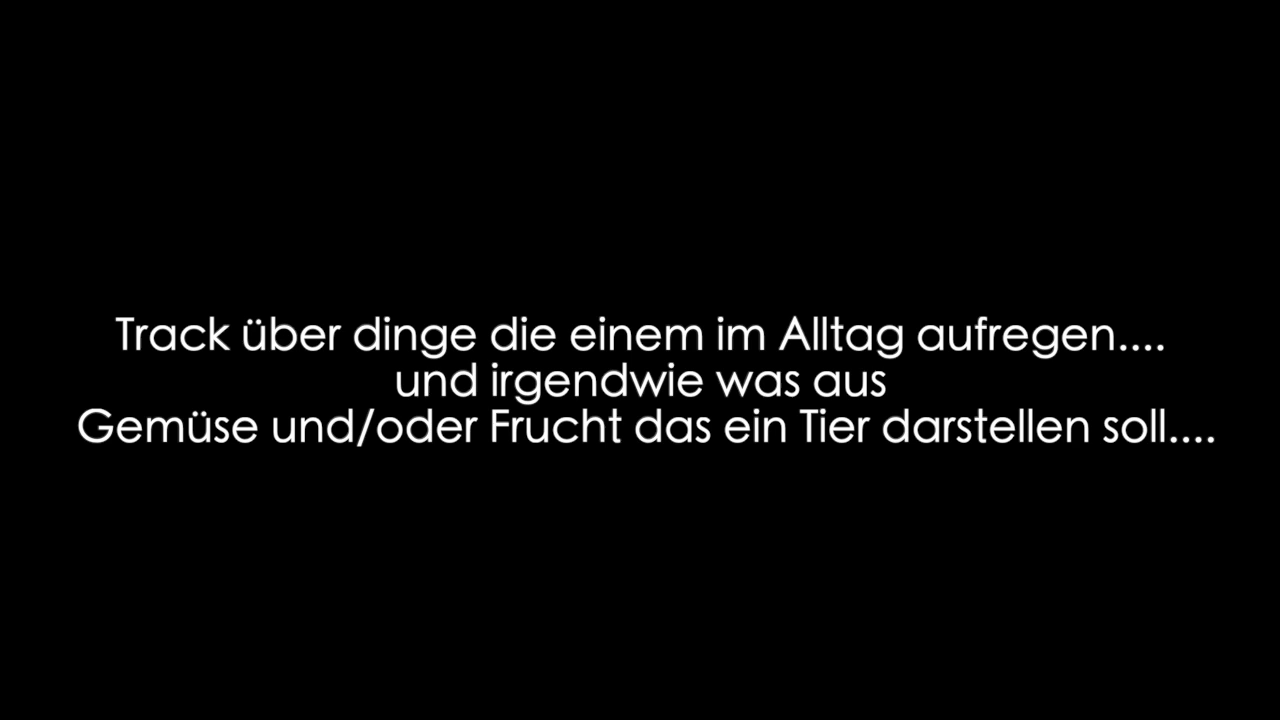 Track über dinge die einem im Alltag aufregen....
und irgendwie was aus
Gemüse und/oder Frucht das ein Tier darstellen soll....